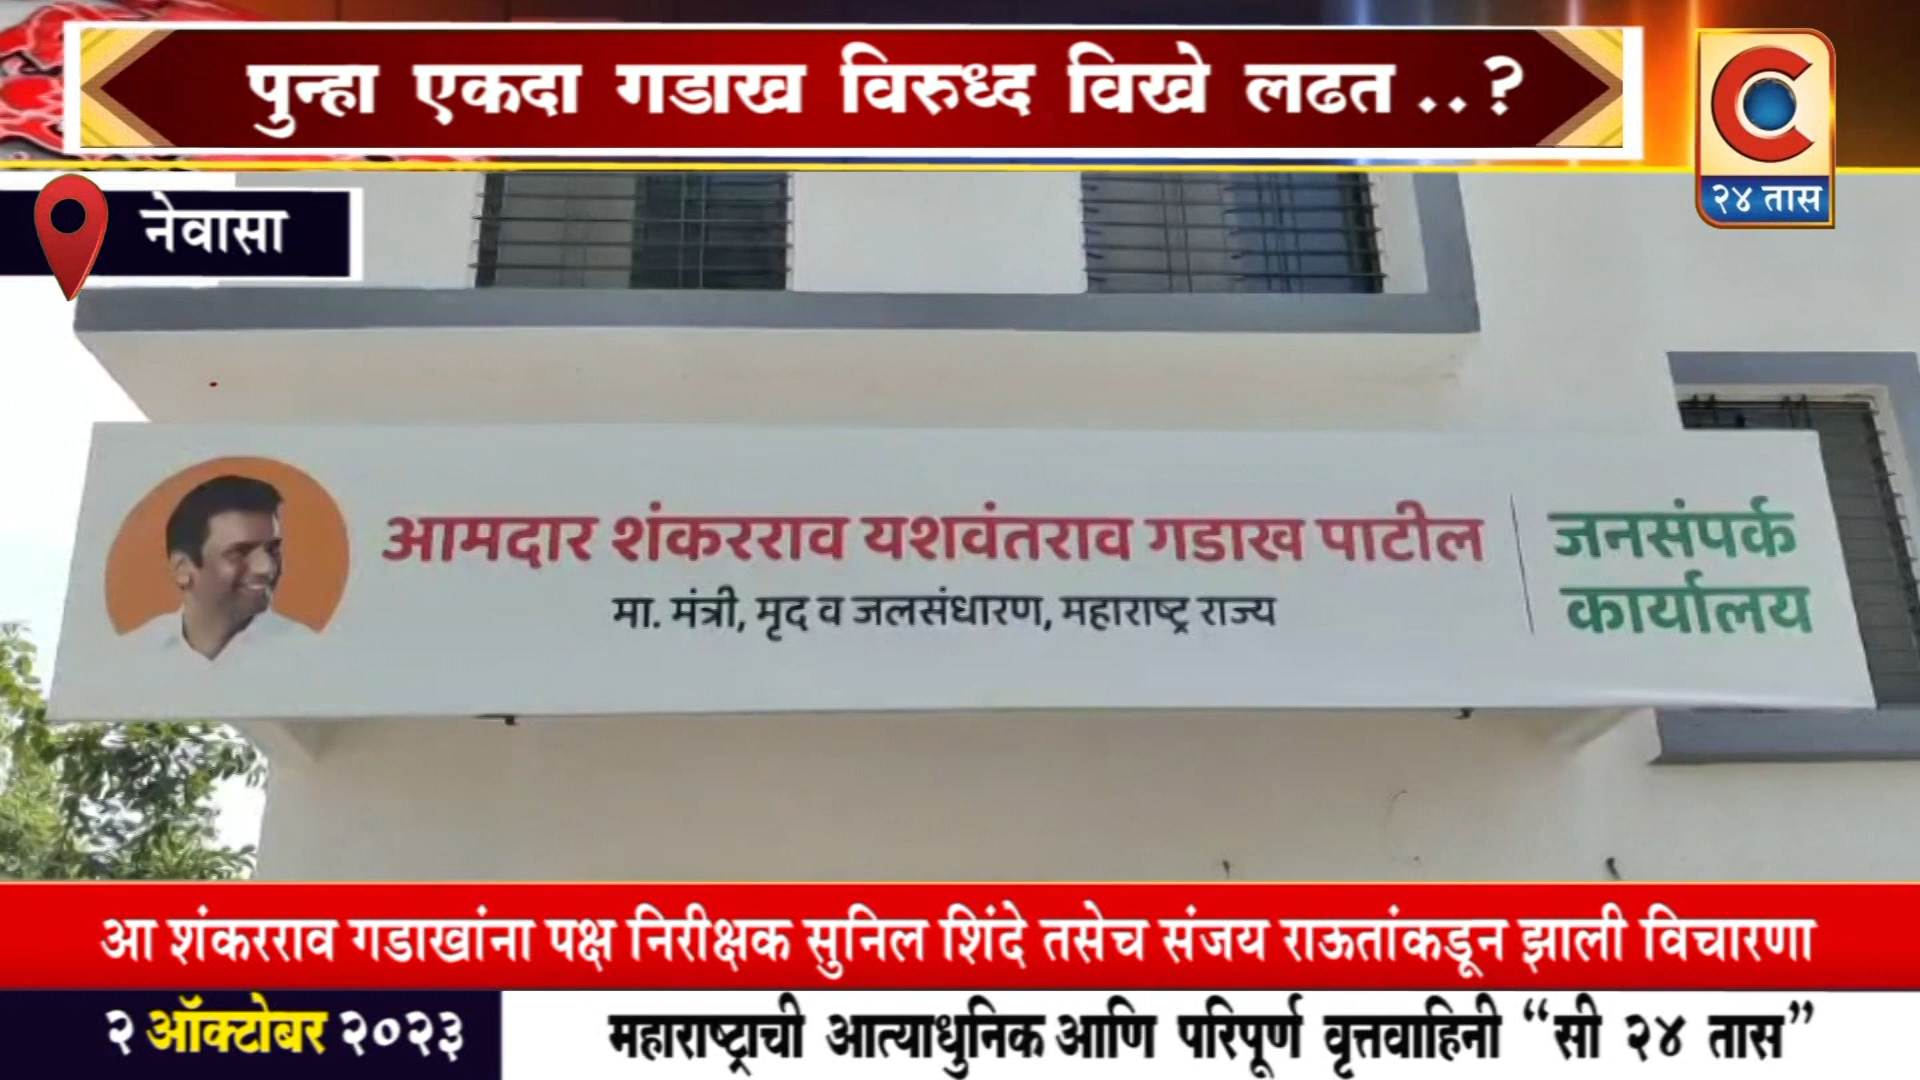 पुन्हा एकदा गडाख विरुध्द विखे लढत ..?
C
२४ तास
नेवासा
आमदार शंकरराव यशवंतराव गडाख पाटील
मा. मंत्री, मृद व जलसंधारण, महाराष्ट्र राज्य
जनसंपर्क
कार्यालय
आ शंकरराव गडाखांना पक्ष निरीक्षक सुनिल शिंदे तसेच संजय राऊतांकडून झाली विचारणा
२ ऑक्टोबर २०२३
महाराष्ट्राची आत्याधुनिक आणि परिपूर्ण वृत्तवाहिनी “सी २४ तास”